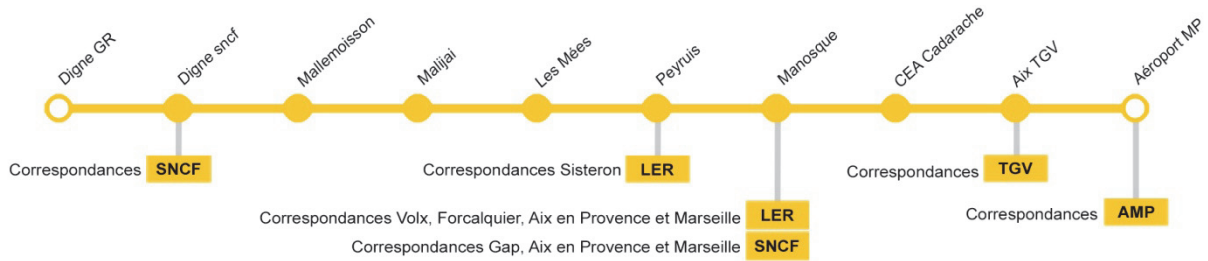 Digne GR
Digne sncf
Mallemoisson
Malijai
Les Mées
Peyruis
Manosque
CEA Cadarache
Aix TGV
Aéroport MP
Correspondances SNCF
Correspondances Sisteron LER
Correspondances TGV
Correspondances Volx, Forcalquier, Aix en Provence et Marseille LER
Correspondances AMP
Correspondances Gap, Aix en Provence et Marseille SNCF